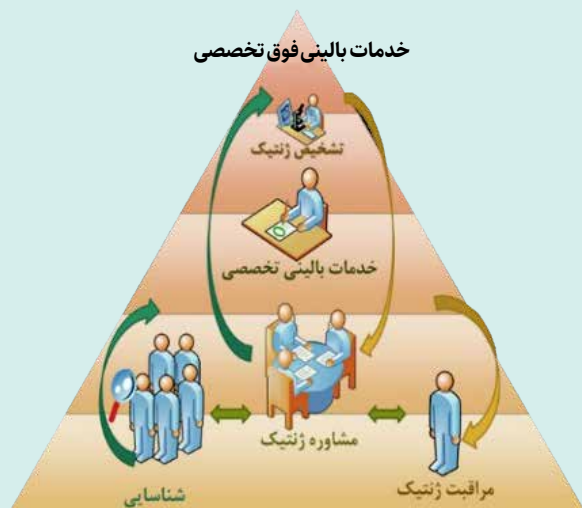 خدمات بالینی فوق تخصصی
تشخیص ژنتیک
خدمات بالینی تخصصی
مشاوره ژنتیک
مراقبت ژنتیک
شناسایی